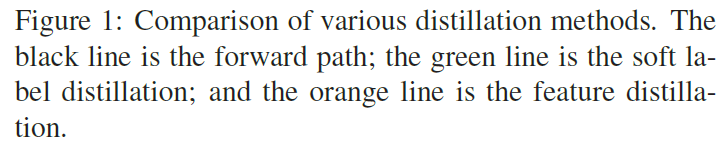 Figure 1: Comparison of various distillation methods. The
black line is the forward path; the green line is the soft la-
bel distillation; and the orange line is the feature distilla-
tion.